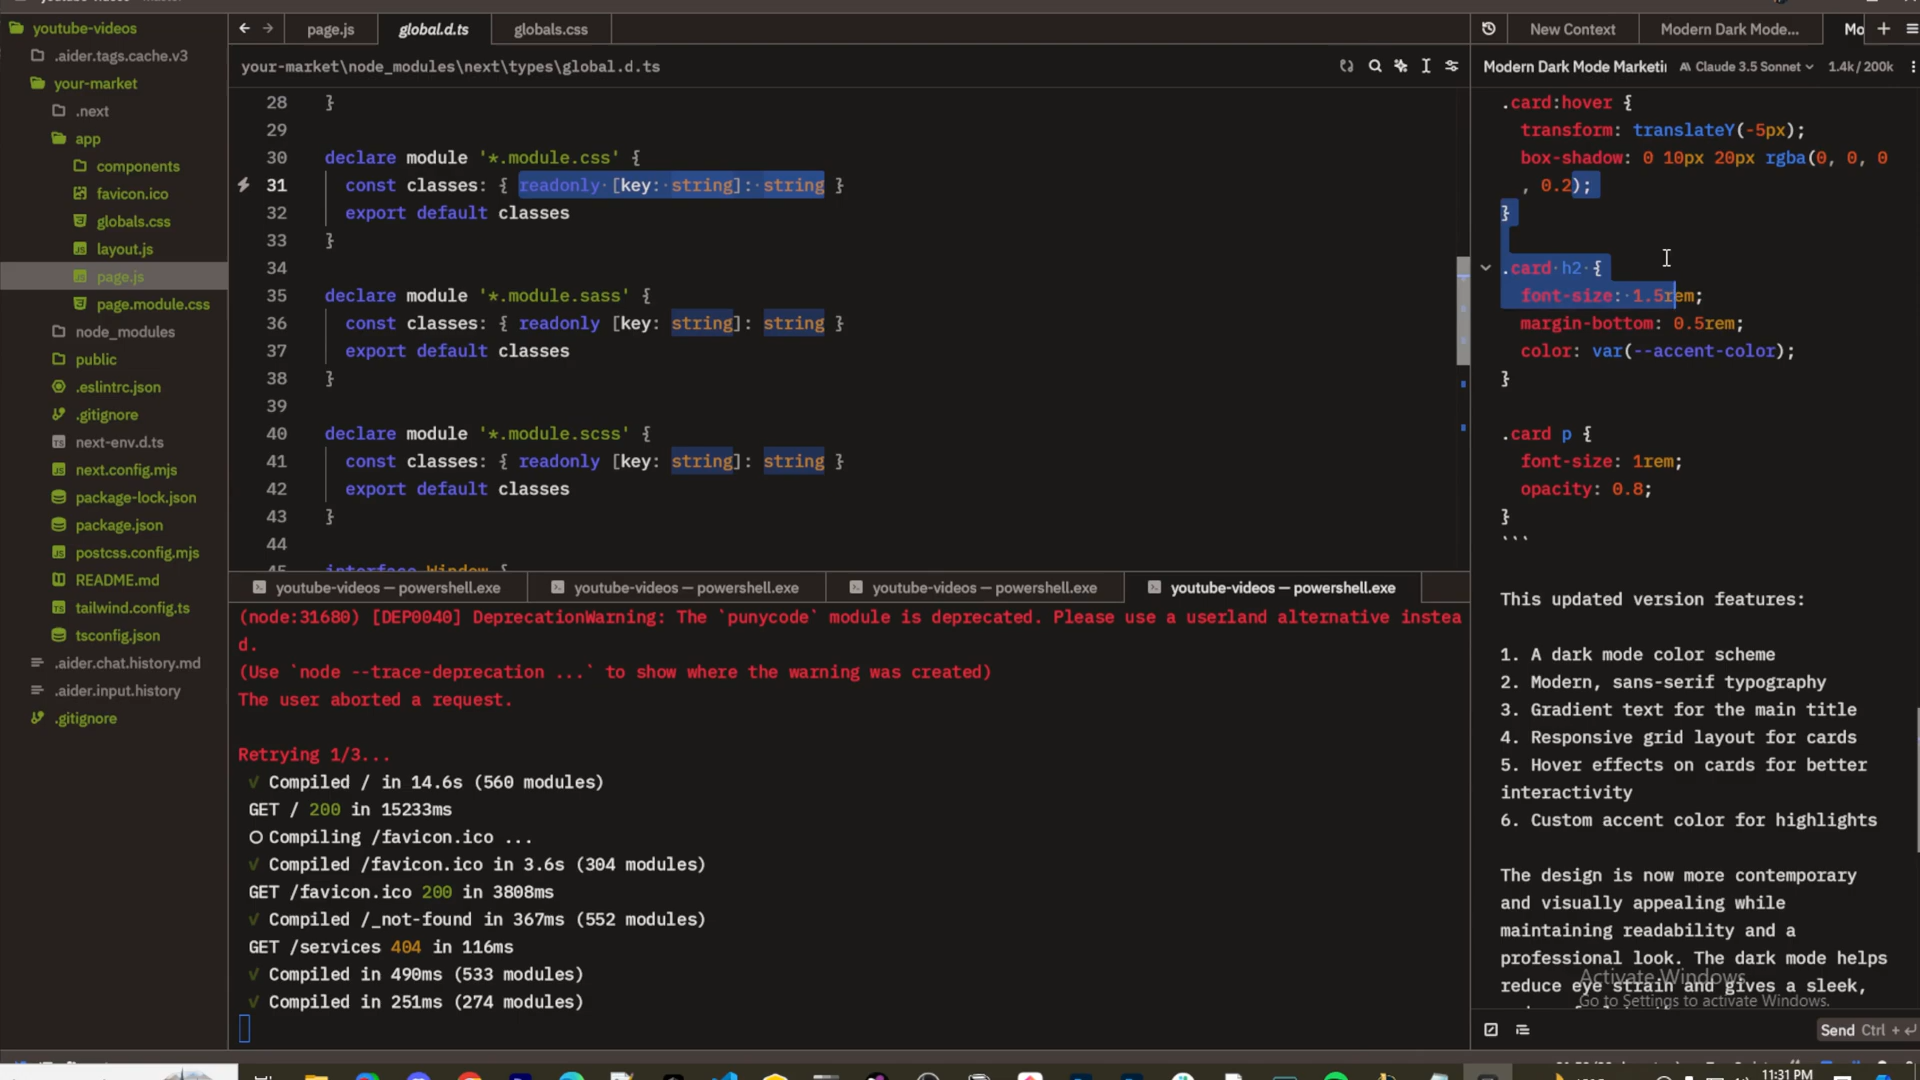 youtube-videos
.aider.tags.cache.v3
your-market
.next
app
components
favicon.ico
globals.css
layout.js
page.js
page.module.css
node_modules
public
.eslintrc.json
.gitignore
next-env.d.ts
next.config.mjs
package-lock.json
package.json
postcss.config.mjs
README.md
tailwind.config.ts
tsconfig.json
.aider.chat.history.md
.aider.input.history
.gitignore
page.js
global.d.ts
globals.css
your-market\node_modules\next\types\global.d.ts
28 }
29
30 declare module '*.module.css' {
31 const classes: { readonly [key: string]: string }
32 export default classes
33 }
34
35 declare module '*.module.sass' {
36 const classes: { readonly [key: string]: string }
37 export default classes
38 }
39
40 declare module '*.module.scss' {
41 const classes: { readonly [key: string]: string }
42 export default classes
43 }
44
interface Window {
youtube-videos — powershell.exe
youtube-videos — powershell.exe
youtube-videos — powershell.exe
youtube-videos — powershell.exe
(node:31680) [DEP0040] DeprecationWarning: The `punycode` module is deprecated. Please use a userland alternative instea
d.
(Use `node --trace-deprecation ...` to show where the warning was created)
The user aborted a request.
Retrying 1/3...
√ Compiled / in 14.6s (560 modules)
GET / 200 in 15233ms
○ Compiling /favicon.ico ...
√ Compiled /favicon.ico in 3.6s (304 modules)
GET /favicon.ico 200 in 3808ms
√ Compiled /_not-found in 367ms (552 modules)
GET /services 404 in 116ms
√ Compiled in 490ms (533 modules)
√ Compiled in 251ms (274 modules)
New Context
Modern Dark Mode...
Mo
Modern Dark Mode Marketi
Claude 3.5 Sonnet
1.4k/200k
.card:hover {
transform: translateY(-5px);
box-shadow: 0 10px 20px rgba(0, 0, 0
, 0.2);
}
.card h2 {
font-size: 1.5rem;
margin-bottom: 0.5rem;
color: var(--accent-color);
}
.card p {
font-size: 1rem;
opacity: 0.8;
}
```
This updated version features:
1. A dark mode color scheme
2. Modern, sans-serif typography
3. Gradient text for the main title
4. Responsive grid layout for cards
5. Hover effects on cards for better
interactivity
6. Custom accent color for highlights
The design is now more contemporary
and visually appealing while
maintaining readability and a
professional look. The dark mode helps
reduce eye strain and gives a sleek,
Activate Windows
Go to Settings to activate Windows.
Send Ctrl + ↵
11:31 PM